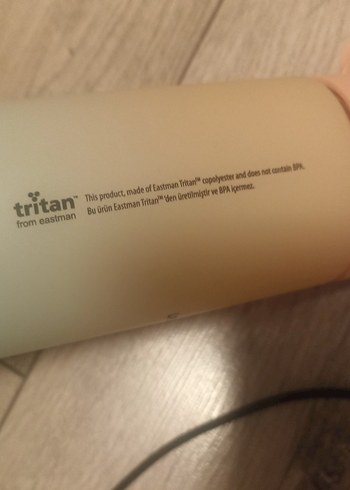 tritan™
from eastman
This product, made of Eastman Tritan™ copolyester and does not contain BPA.
Bu ürün Eastman Tritan™'den üretilmiştir ve BPA içermez.